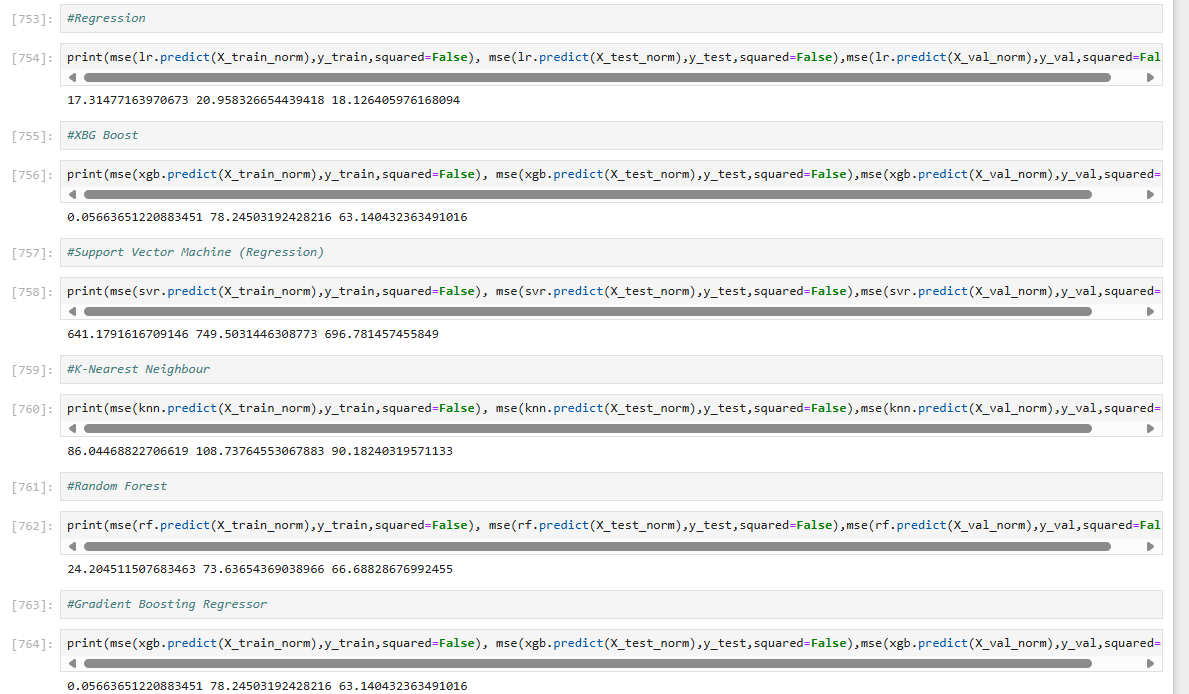 [753]: #Regression
[754]: print(mse(lr.predict(X_train_norm),y_train,squared=False), mse(lr.predict(X_test_norm),y_test,squared=False),mse(lr.predict(X_val_norm),y_val,squared=Fal
17.31477163970673 20.958326654439418 18.126405976168094
[755]: #XBG Boost
[756]: print(mse(xgb.predict(X_train_norm),y_train,squared=False), mse(xgb.predict(X_test_norm),y_test,squared=False),mse(xgb.predict(X_val_norm),y_val,squared=
0.05663651220883451 78.24503192428216 63.140432363491016
[757]: #Support Vector Machine (Regression)
[758]: print(mse(svr.predict(X_train_norm),y_train,squared=False), mse(svr.predict(X_test_norm),y_test,squared=False),mse(svr.predict(X_val_norm),y_val,squared=
641.1791616709146 749.5031446308773 696.781457455849
[759]: #K-Nearest Neighbour
[760]: print(mse(knn.predict(X_train_norm),y_train,squared=False), mse(knn.predict(X_test_norm),y_test,squared=False),mse(knn.predict(X_val_norm),y_val,squared=
86.04468822706619 108.73764553067883 90.18240319571133
[761]: #Random Forest
[762]: print(mse(rf.predict(X_train_norm),y_train,squared=False), mse(rf.predict(X_test_norm),y_test,squared=False),mse(rf.predict(X_val_norm),y_val,squared=Fal
24.204511507683463 73.63654369038966 66.68828676992455
[763]: #Gradient Boosting Regressor
[764]: print(mse(xgb.predict(X_train_norm),y_train,squared=False), mse(xgb.predict(X_test_norm),y_test,squared=False),mse(xgb.predict(X_val_norm),y_val,squared=
0.05663651220883451 78.24503192428216 63.140432363491016